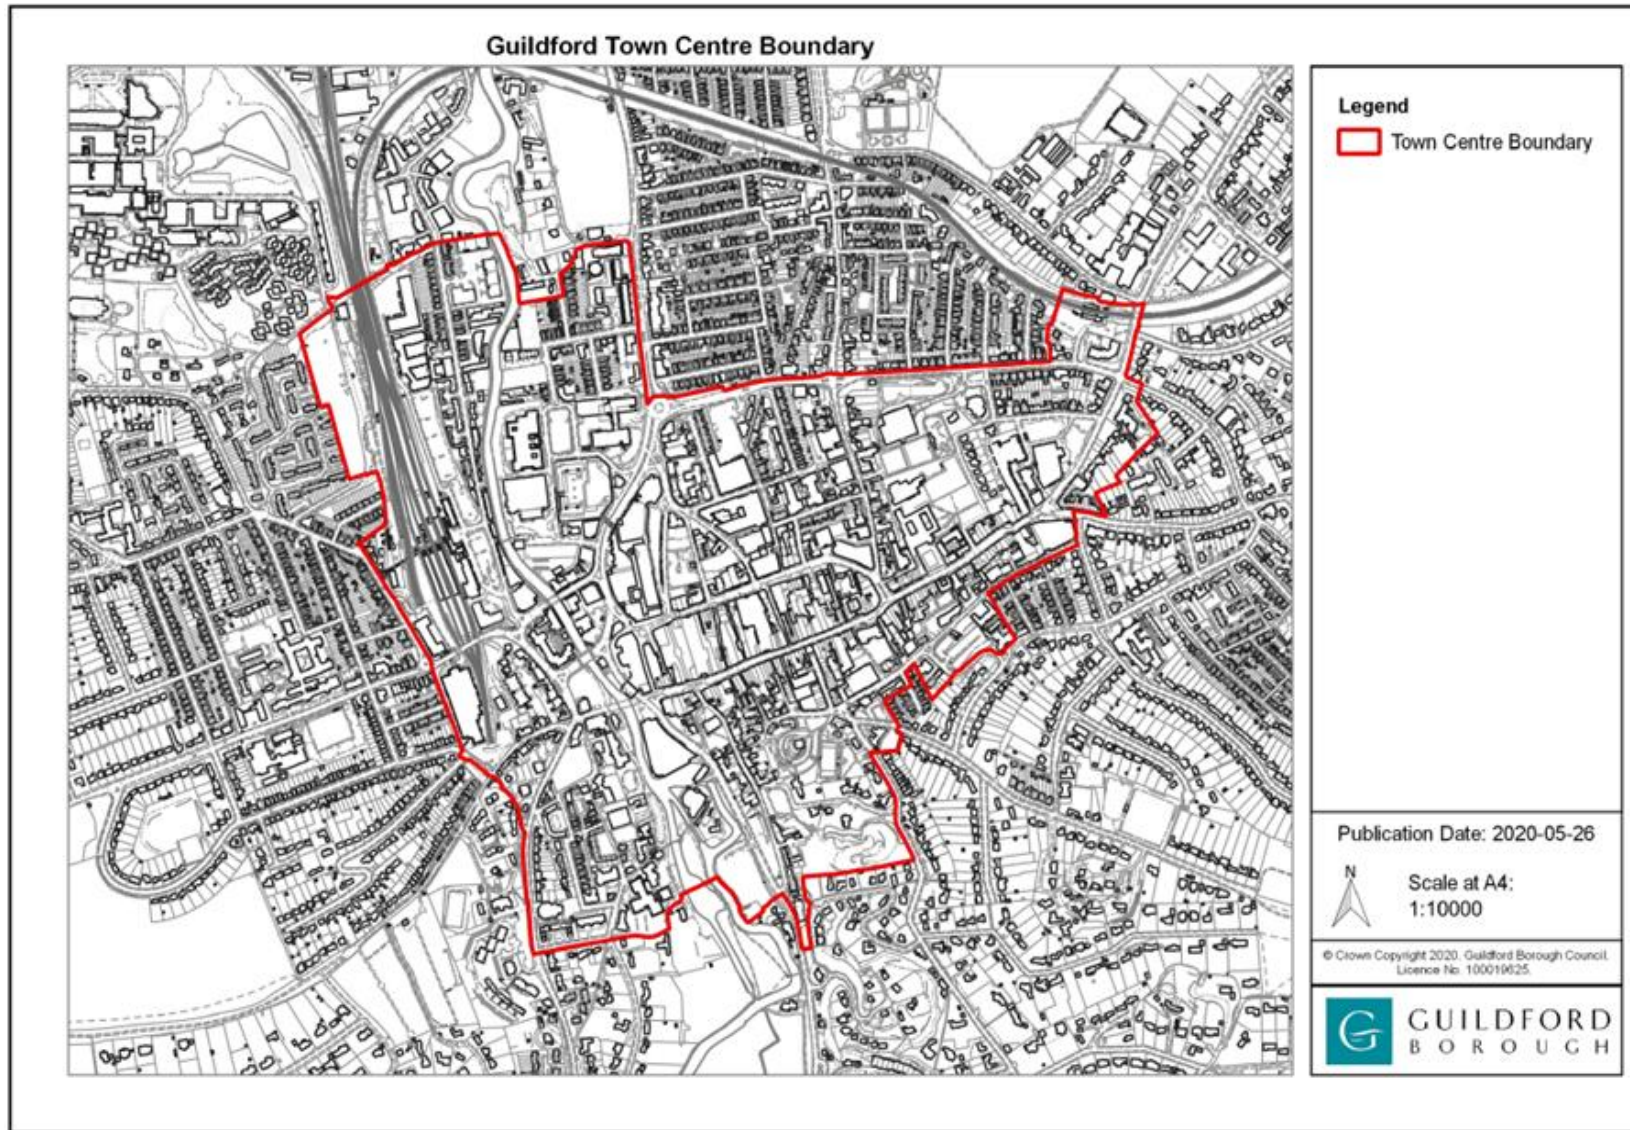 Guildford Town Centre Boundary
Legend
Town Centre Boundary
Publication Date: 2020-05-26
N
Scale at A4:
1:10000
© Crown Copyright 2020. Guildford Borough Council.
Licence No. 100019625.
G
GUILDFORD
BOROUGH